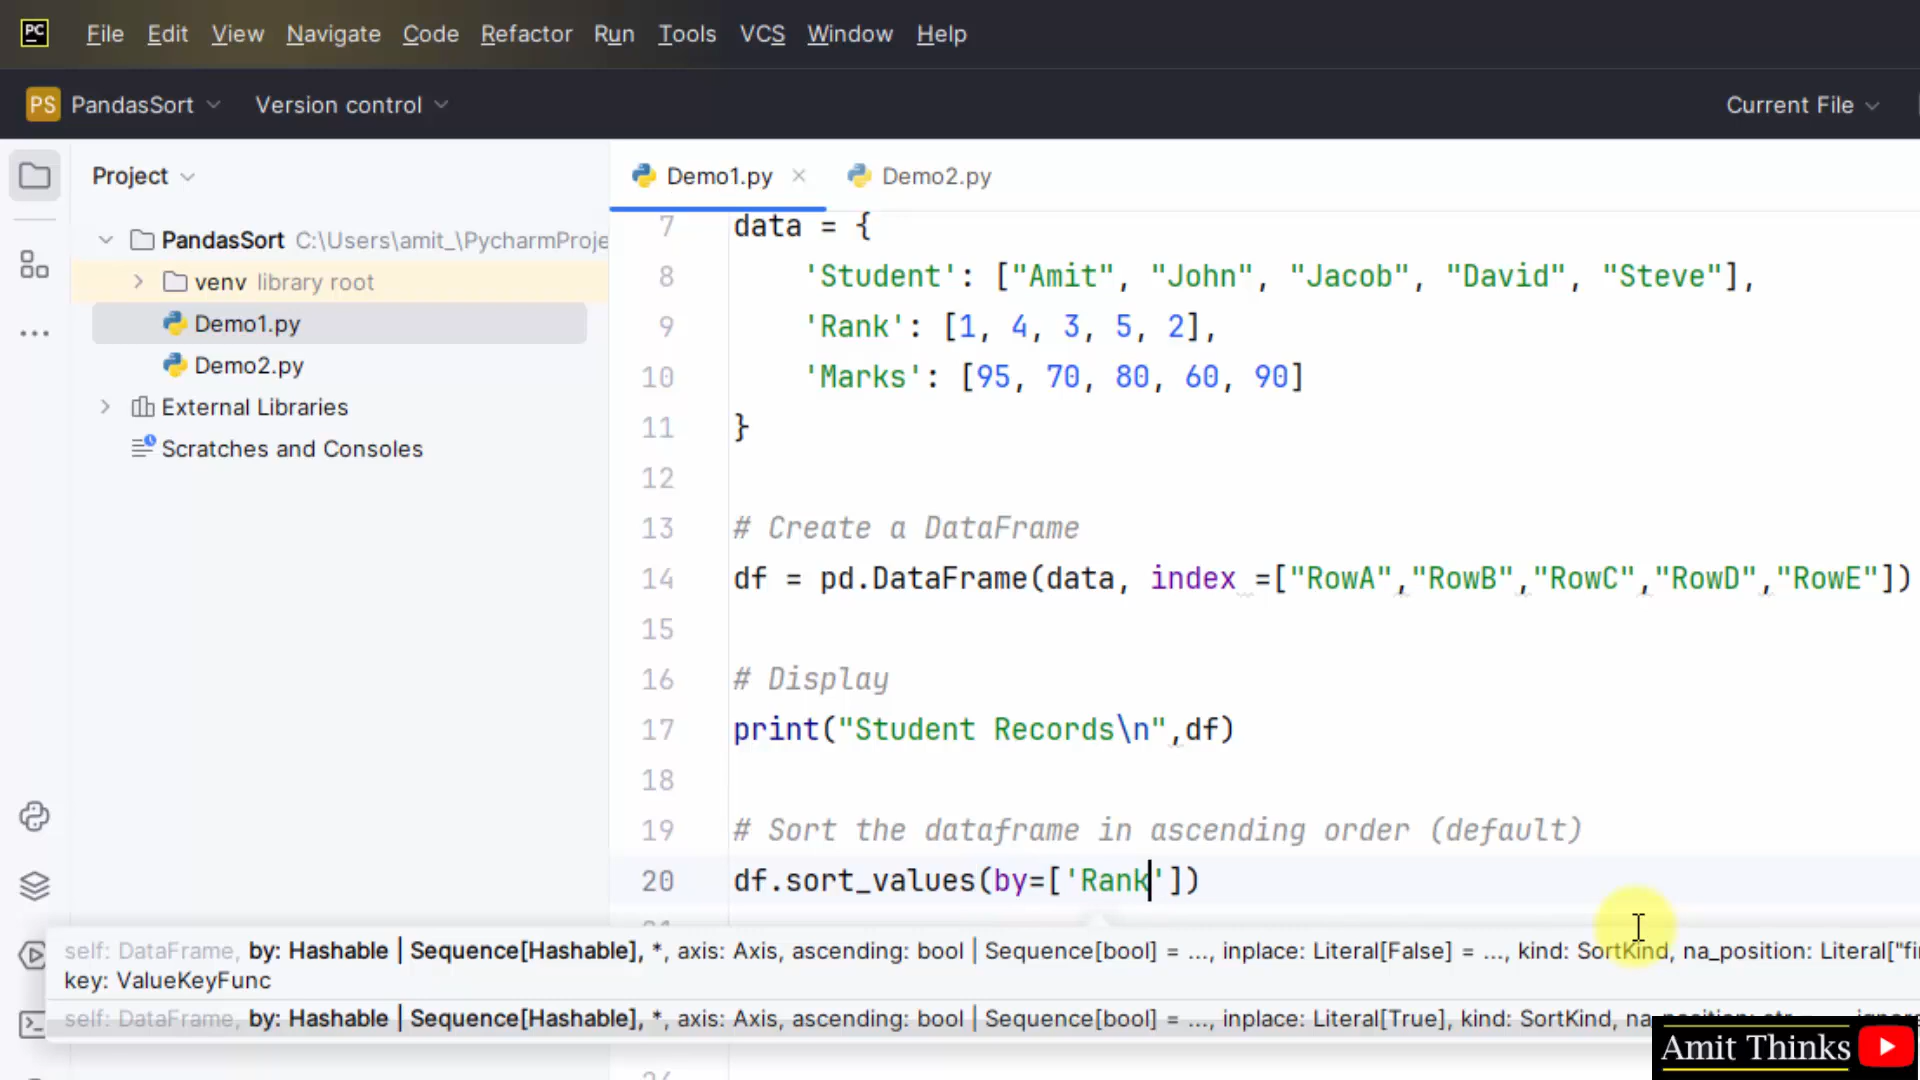 PC File Edit View Navigate Code Refactor Run Tools VCS Window Help
PS PandasSort Version control Current File
Project
Demo1.py Demo2.py
PandasSort C:\Users\amit_\PycharmProje
venv library root
Demo1.py
Demo2.py
External Libraries
Scratches and Consoles
7 data = {
8 'Student': ["Amit", "John", "Jacob", "David", "Steve"],
9 'Rank': [1, 4, 3, 5, 2],
10 'Marks': [95, 70, 80, 60, 90]
11 }
12
13 # Create a DataFrame
14 df = pd.DataFrame(data, index =["RowA","RowB","RowC","RowD","RowE"])
15
16 # Display
17 print("Student Records\n",df)
18
19 # Sort the dataframe in ascending order (default)
20 df.sort_values(by=['Rank'])
self: DataFrame, by: Hashable | Sequence[Hashable], *, axis: Axis, ascending: bool | Sequence[bool] = ..., inplace: Literal[False] = ..., kind: SortKind, na_position: Literal["fi
key: ValueKeyFunc
self: DataFrame, by: Hashable | Sequence[Hashable], *, axis: Axis, ascending: bool | Sequence[bool] = ..., inplace: Literal[True], kind: SortKind,
Amit Thinks